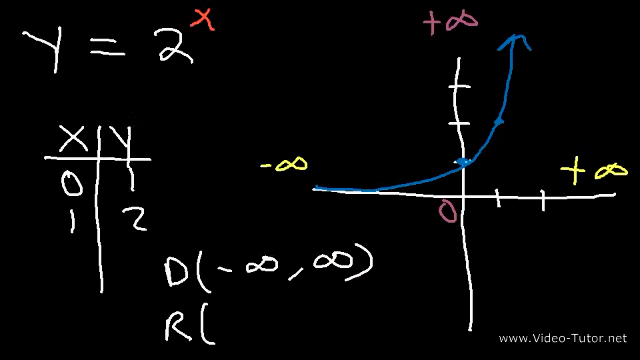 Y = 2^x
+∞
X Y
0 1
1 2
-∞
+∞
0
D(-∞, ∞)
R(
www.Video-Tutor.net